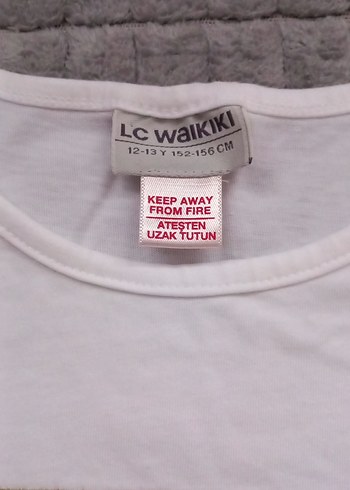 LC WAIKIKI
12-13 Y 152-156 CM
KEEP AWAY
FROM FIRE
ATEŞTEN
UZAK TUTUN